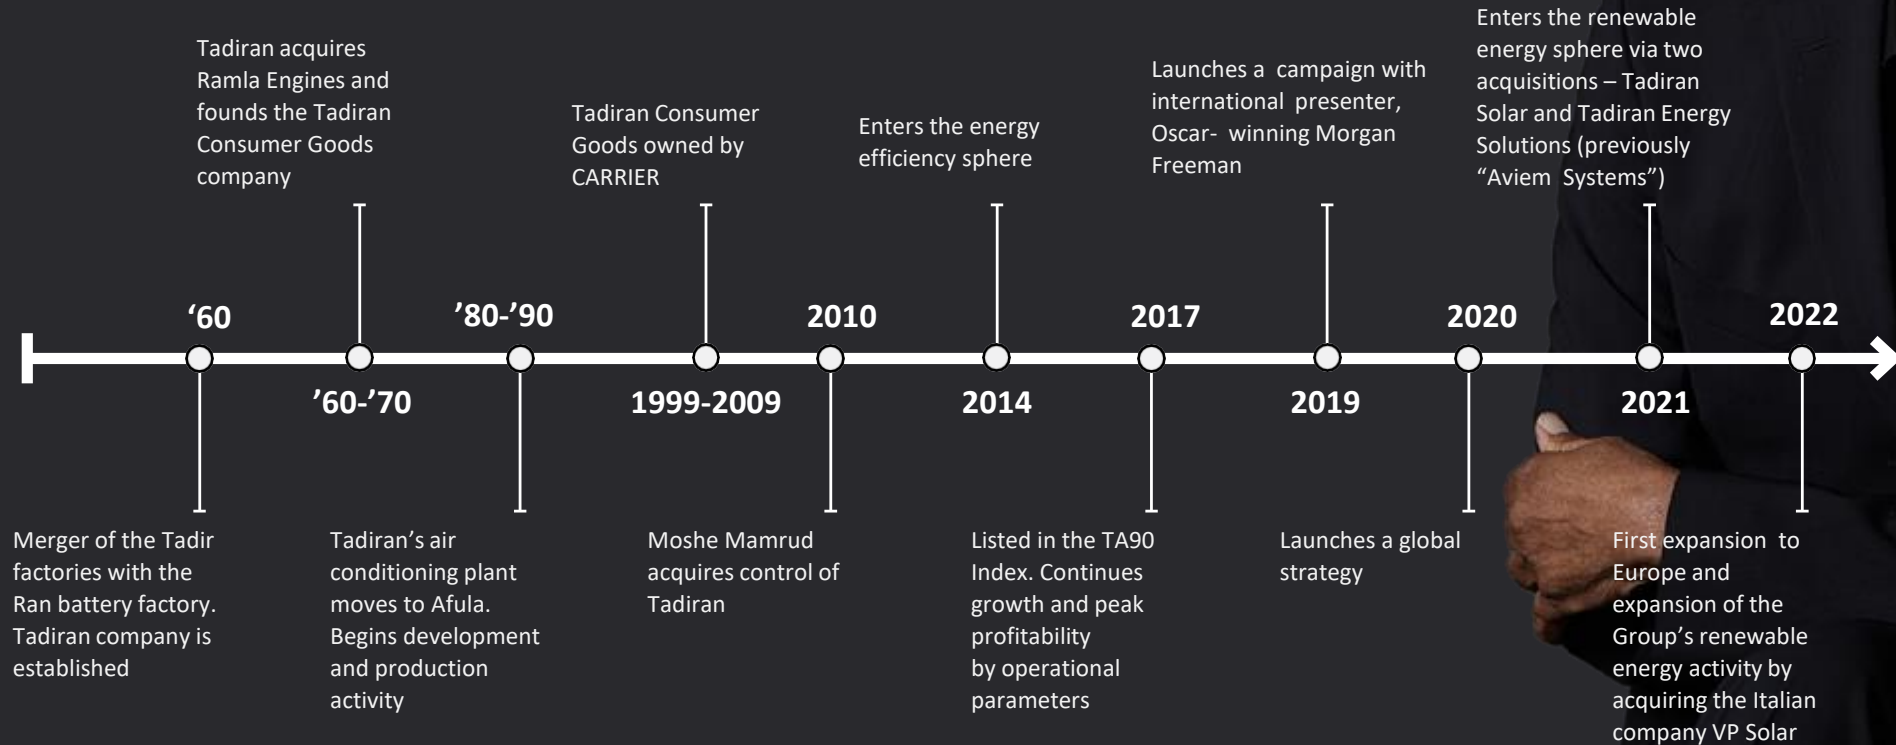 Tadiran acquires
Ramla Engines and
founds the Tadiran
Consumer Goods
company
Tadiran Consumer
Goods owned by
CARRIER
Enters the energy
efficiency sphere
Launches a  campaign with
international  presenter,
Oscar-  winning Morgan
Freeman
Enters the renewable
energy sphere via two
acquisitions – Tadiran
Solar and Tadiran Energy
Solutions (previously
“Aviem  Systems”)
‘60
’80-’90
2010
2017
2020
2022
’60-’70
1999-2009
2014
2019
2021
Merger of the Tadir
factories with the
Ran battery factory.
Tadiran company is
established
Tadiran’s air
conditioning plant
moves to Afula.
Begins development
and production
activity
Moshe Mamrud
acquires control of
Tadiran
Listed in the TA90
Index. Continues
growth and peak
profitability
by operational
parameters
Launches a global
strategy
First expansion  to
Europe and
expansion of the
Group’s renewable
energy activity by
acquiring the Italian
company VP Solar